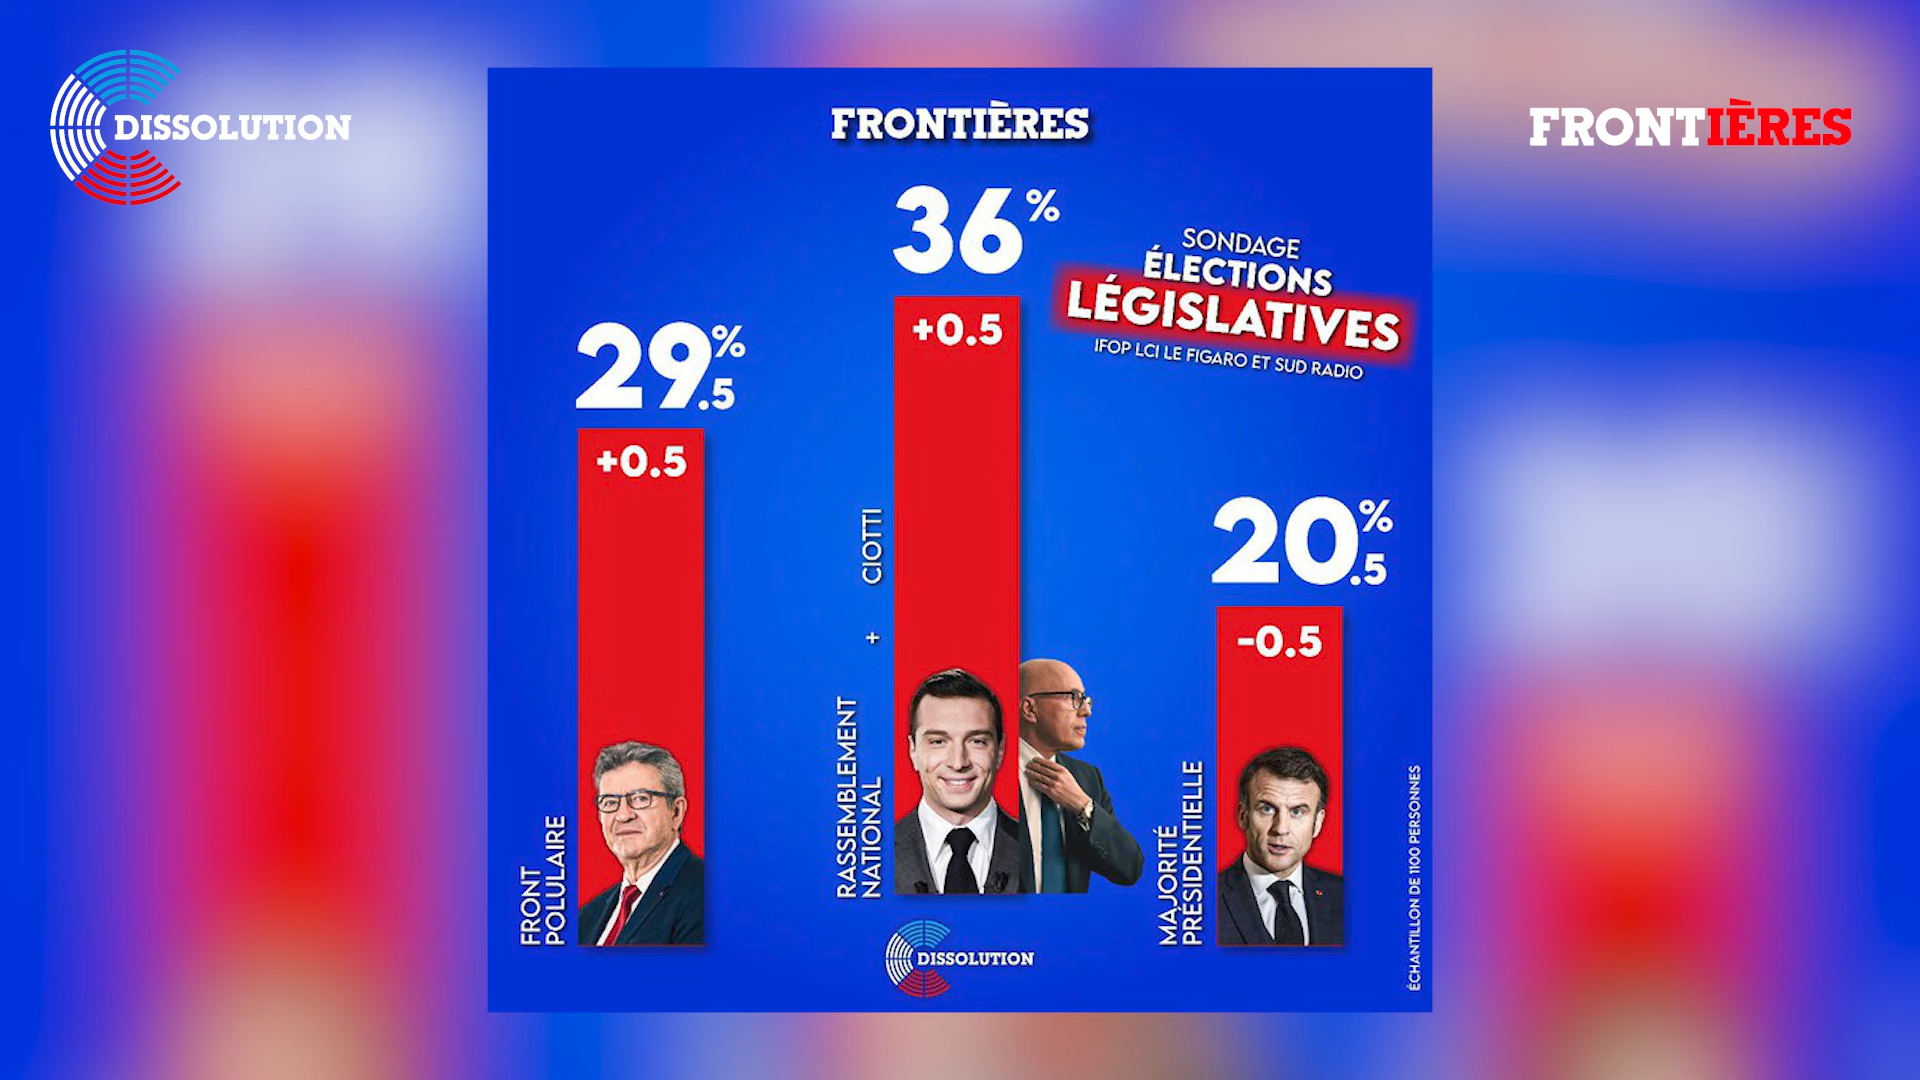 DISSOLUTION
FRONTIÈRES
FRONTIÈRES
36%
SONDAGE
ÉLECTIONS
LÉGISLATIVES
IFOP LCI LE FIGARO ET SUD RADIO
+0.5
29.5%
+0.5
20.5%
-0.5
FRONT
POLULAIRE
RASSEMBLEMENT + CIOTTI
NATIONAL
MAJORITÉ
PRÉSIDENTIELLE
ÉCHANTILLON DE 1100 PERSONNES
DISSOLUTION